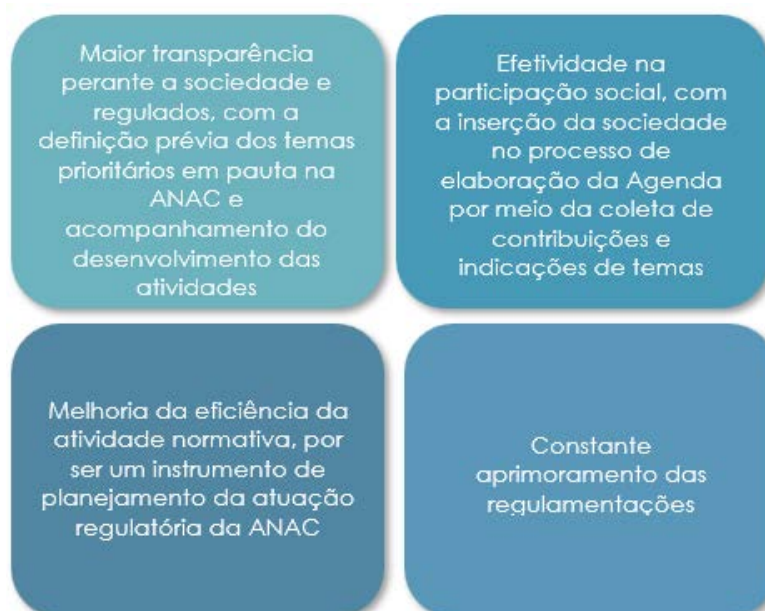 Maior transparência
perante a sociedade e
regulados, com a
definição prévia dos temas
prioritários em pauta na
ANAC e
acompanhamento do
desenvolvimento das
atividades
Efetividade na
participação social, com
a inserção da sociedade
no processo de
elaboração da Agenda
por meio da coleta de
contribuições e
indicações de temas
Melhoria da eficiência da
atividade normativa, por
ser um instrumento de
planejamento da atuação
regulatória da ANAC
Constante
aprimoramento das
regulamentações